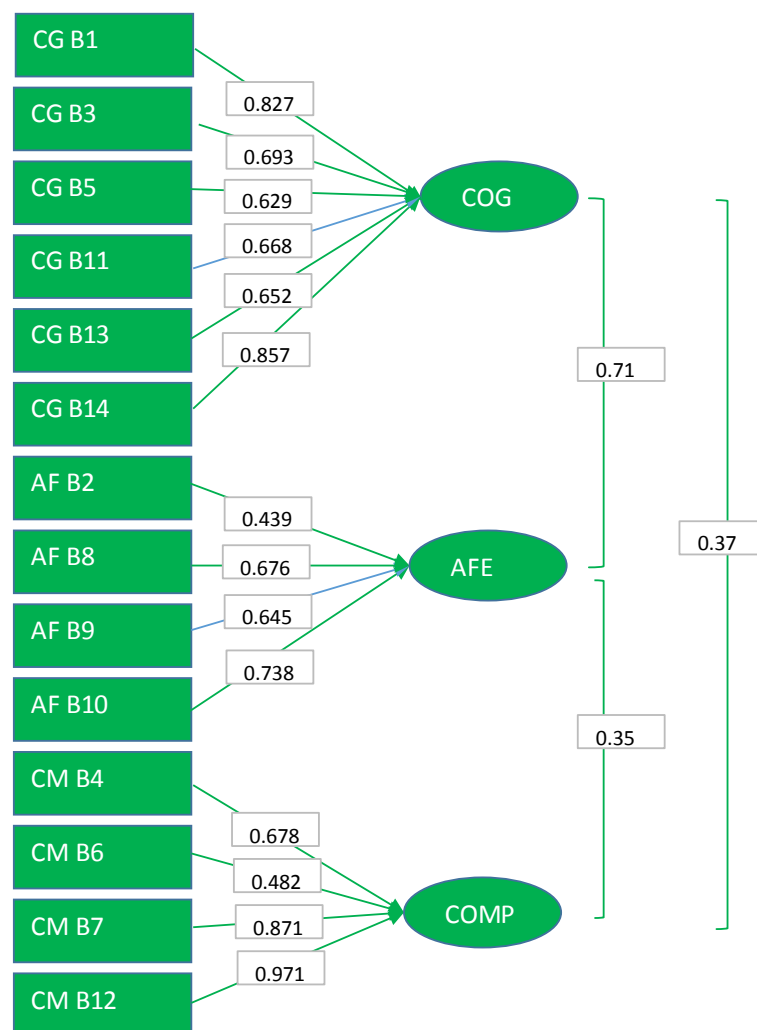 CG B1
0.827
CG B3
0.693
CG B5
0.629
COG
CG B11
0.668
CG B13
0.652
CG B14
0.857
0.71
AF B2
0.439
AF B8
0.676
AFE
0.37
AF B9
0.645
AF B10
0.738
0.35
CM B4
0.678
CM B6
0.482
CM B7
0.871
COMP
CM B12
0.971